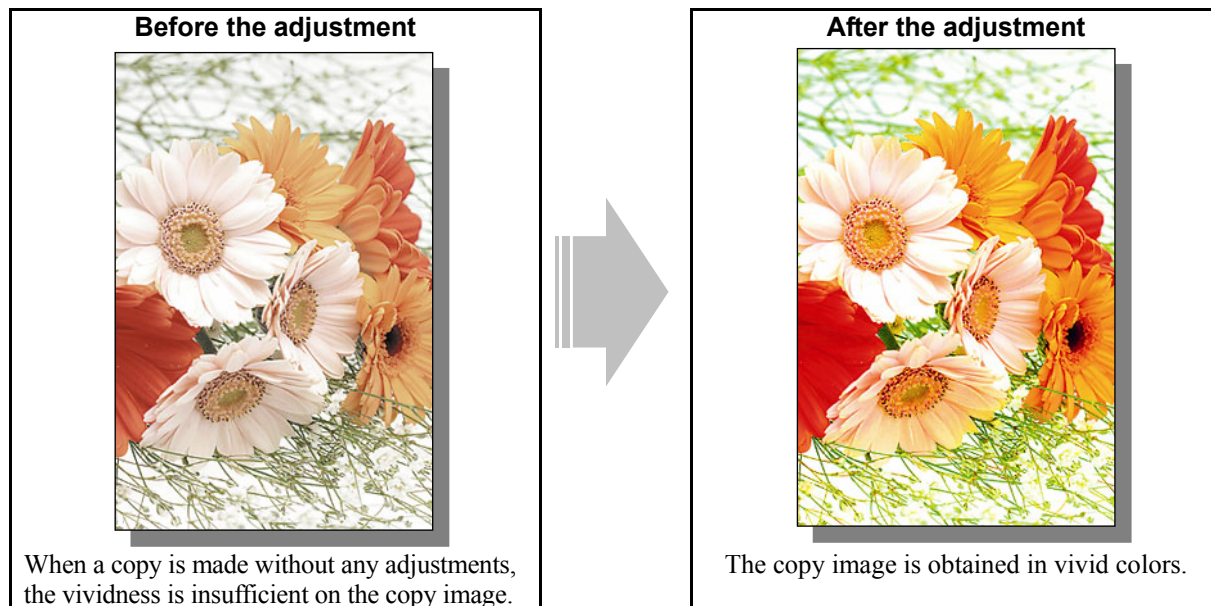 Before the adjustment
When a copy is made without any adjustments,
the vividness is insufficient on the copy image.
After the adjustment
The copy image is obtained in vivid colors.